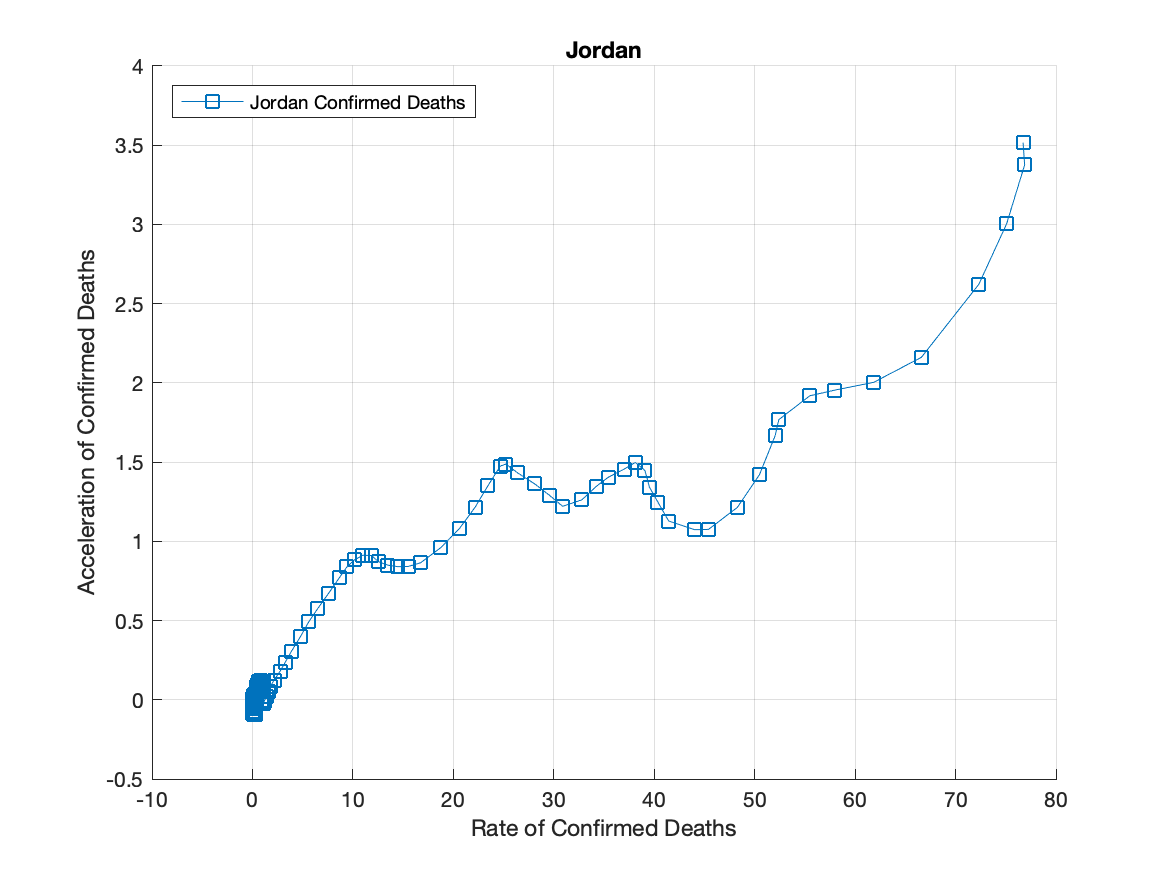 Jordan
4
Jordan Confirmed Deaths
3.5
3
2.5
2
1.5
1
0.5
0
-0.5
Acceleration of Confirmed Deaths
-10 0 10 20 30 40 50 60 70 80
Rate of Confirmed Deaths